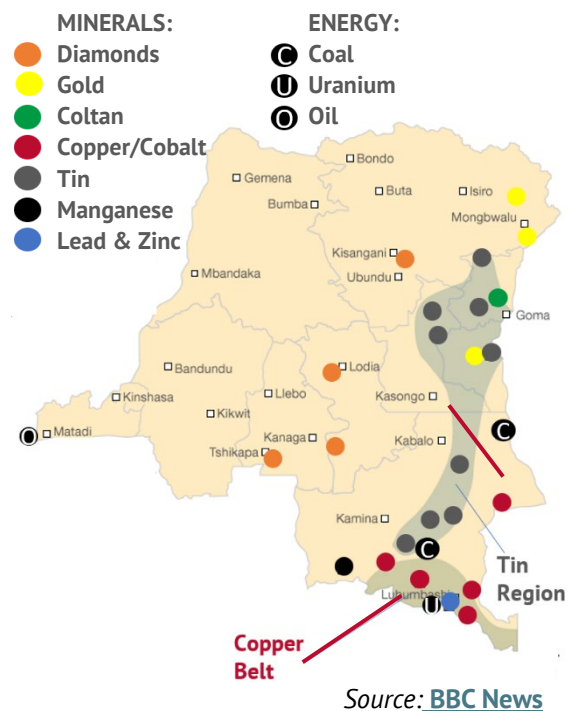 MINERALS:
Diamonds
Gold
Coltan
Copper/Cobalt
Tin
Manganese
Lead & Zinc
ENERGY:
C Coal
U Uranium
O Oil
Bondo
Gemena
Buta
Isiro
Bumba
Mongbwalu
Kisangani
Ubundu
Mbandaka
Goma
Bandundu
Lodia
Kinshasa
Llebo
Kasongo
Kikwit
O
Matadi
Kanaga
Kabalo
C
Tshikapa
Kamina
C
Tin
Region
Lubumbashi
U
Copper
Belt
Source: BBC News